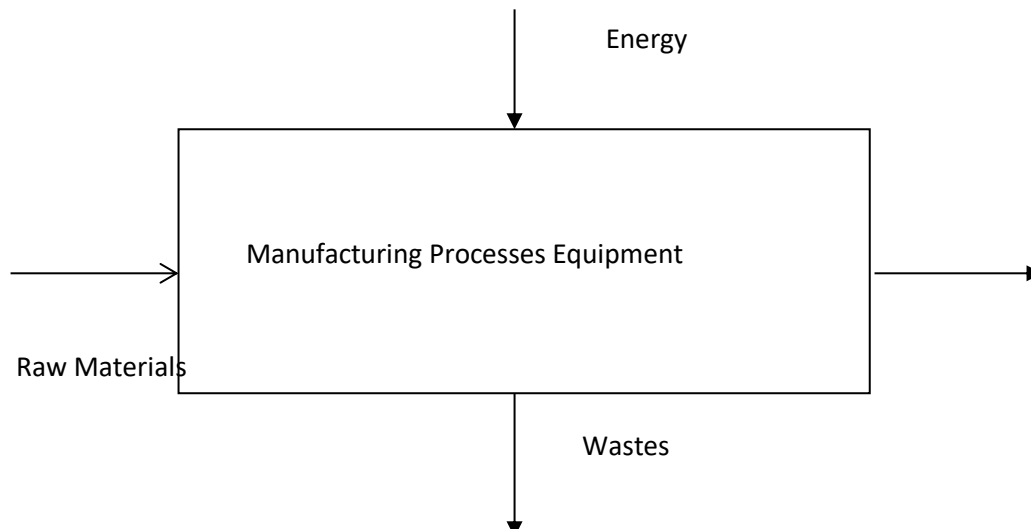 Energy
Manufacturing Processes Equipment
Raw Materials
Wastes